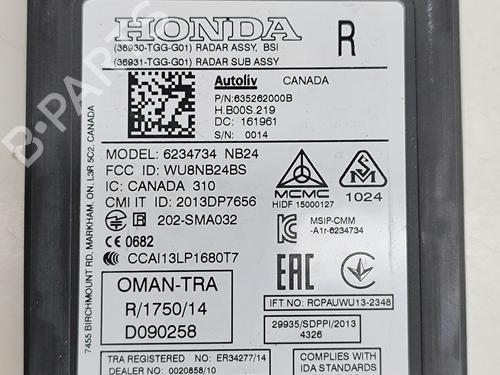 HONDA
R
(36930-TGG-G01) RADAR ASSY, BSI
(36931-TGG-G01) RADAR SUB ASSY
Autoliv CANADA
P/N:635262000B
H.B00S.219
DC: 161961
S/N: 0014
MODEL: 6234734 NB24
FCC ID: WU8NB24BS
IC: CANADA 310
CMI IT ID: 2013DP7656
202-SMA032
0682
CCAI13LP1680T7
MCMC
HIDF 15000127
1024
MSIP-CMM
-A1r-6234734
OMAN-TRA
R/1750/14
D090258
EAC
IFT NO: RCPAUWU13-2348
29935/SDPPI/2013
4326
TRA REGISTERED NO: ER34277/14
DEALER NO: 0020658/10
COMPLIES WITH
IDA STANDARDS
7455 BIRCHMOUNT RD, MARKHAM, ON, L3R 5C2, CANADA
B-PARTS